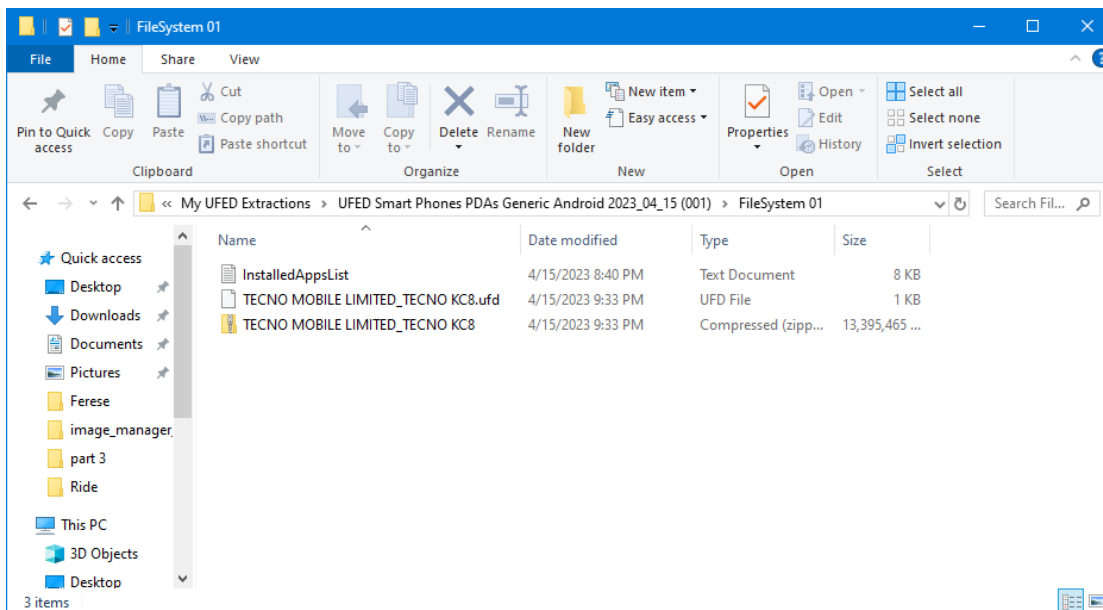 FileSystem 01
File Home Share View
Pin to Quick access
Copy
Paste
Cut
Copy path
Paste shortcut
Clipboard
Move to
Copy to
Delete
Rename
Organize
New folder
New item
Easy access
New
Properties
Open
Edit
History
Open
Select all
Select none
Invert selection
Select
« My UFED Extractions › UFED Smart Phones PDAs Generic Android 2023_04_15 (001) › FileSystem 01
Search Fil...
Quick access
Desktop
Downloads
Documents
Pictures
Ferese
image_manager_
part 3
Ride
This PC
3D Objects
Desktop
Name Date modified Type Size
InstalledAppsList 4/15/2023 8:40 PM Text Document 8 KB
TECNO MOBILE LIMITED_TECNO KC8.ufd 4/15/2023 9:33 PM UFD File 1 KB
TECNO MOBILE LIMITED_TECNO KC8 4/15/2023 9:33 PM Compressed (zipp... 13,395,465 ...
3 items